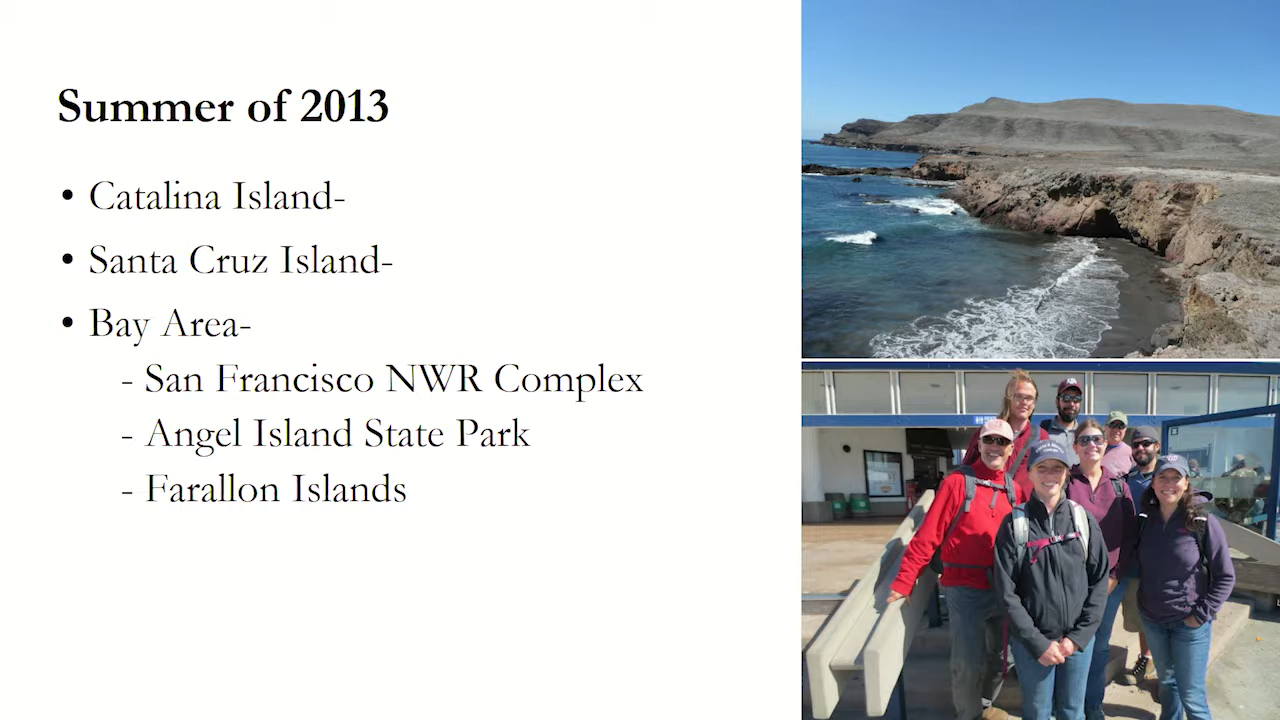 Summer of 2013
• Catalina Island-
• Santa Cruz Island-
• Bay Area-
- San Francisco NWR Complex
- Angel Island State Park
- Farallon Islands